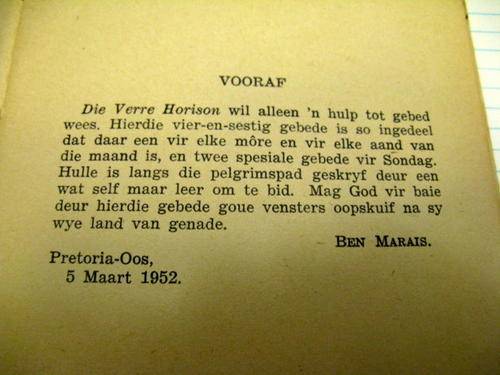 VOORAF
Die Verre Horison wil alleen 'n hulp tot gebed
wees. Hierdie vier-en-sestig gebede is so ingedeel
dat daar een vir elke môre en vir elke aand van
die maand is, en twee spesiale gebede vir Sondag.
Hulle is langs die pelgrimspad geskryf deur een
wat self maar leer om te bid. Mag God vir baie
deur hierdie gebede goue vensters oopskuif na sy
wye land van genade.
BEN MARAIS.
Pretoria-Oos,
5 Maart 1952.